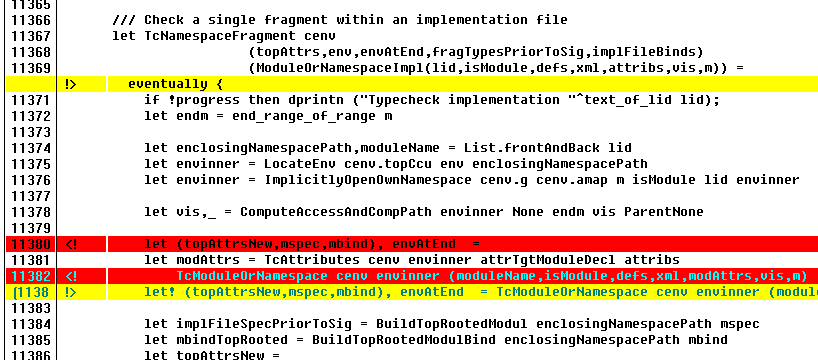 11365
11366 /// Check a single fragment within an implementation file
11367 let TcNamespaceFragment cenv
11368 (topAttrs,env,envAtEnd,fragTypesPriorToSig,implFileBinds)
11369 (ModuleOrNamespaceImpl(lid,isModule,defs,xml,attribs,vis,m)) =
!> eventually {
11371 if !progress then dprintn ("Typecheck implementation "^text_of_lid lid);
11372 let endm = end_range_of_range m
11373
11374 let enclosingNamespacePath,moduleName = List.frontAndBack lid
11375 let envinner = LocateEnv cenv.topCcu env enclosingNamespacePath
11376 let envinner = ImplicitlyOpenOwnNamespace cenv.g cenv.amap m isModule lid envinner
11377
11378 let vis,_ = ComputeAccessAndCompPath envinner None endm vis ParentNone
11379
11380 <! let (topAttrsNew,mspec,mbind), envAtEnd =
11381 let modAttrs = TcAttributes cenv envinner attrTgtModuleDecl attribs
11382 <! TcModuleOrNamespace cenv envinner (moduleName,isModule,defs,xml,modAttrs,vis,m)
(1138 !> let! (topAttrsNew,mspec,mbind), envAtEnd = TcModuleOrNamespace cenv envinner (modul
11383
11384 let implFileSpecPriorToSig = BuildTopRootedModul enclosingNamespacePath mspec
11385 let mbindTopRooted = BuildTopRootedModulBind enclosingNamespacePath mbind
11386 let topAttrsNew =